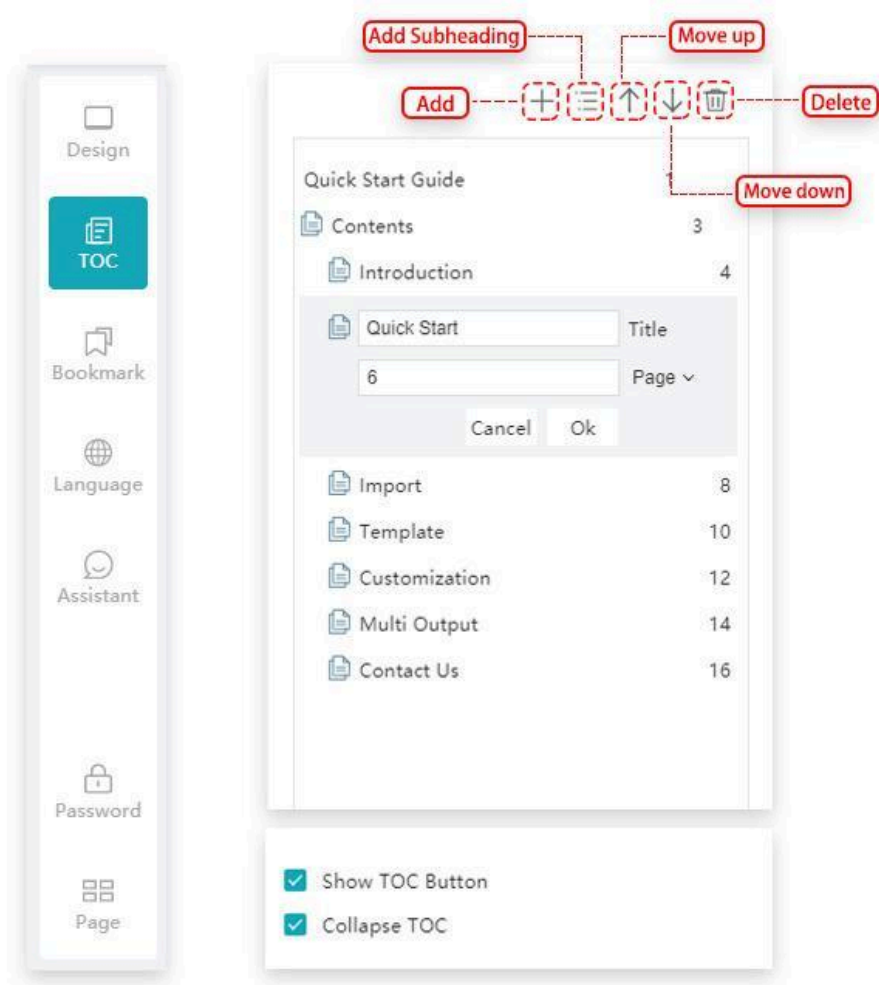 Add Subheading
Move up
Add
Delete
Move down
Design
TOC
Bookmark
Language
Assistant
Password
Page
Quick Start Guide
Contents 3
Introduction 4
Quick Start Title
6 Page
Cancel Ok
Import 8
Template 10
Customization 12
Multi Output 14
Contact Us 16
Show TOC Button
Collapse TOC